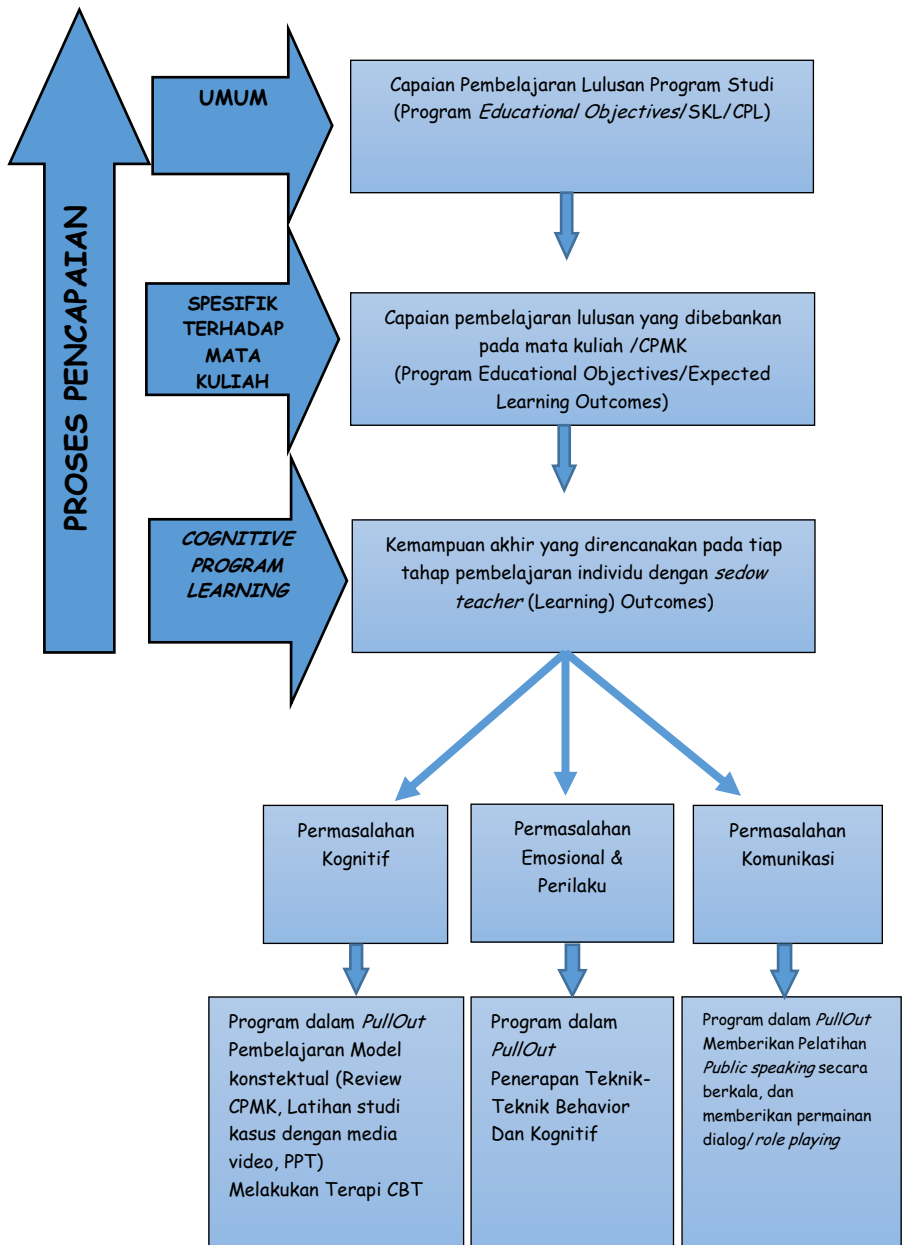 PROSES PENCAPAIAN
UMUM
Capaian Pembelajaran Lulusan Program Studi
(Program Educational Objectives/SKL/CPL)
SPESIFIK
TERHADAP
MATA
KULIAH
Capaian pembelajaran lulusan yang dibebankan
pada mata kuliah /CPMK
(Program Educational Objectives/Expected
Learning Outcomes)
COGNITIVE
PROGRAM
LEARNING
Kemampuan akhir yang direncanakan pada tiap
tahap pembelajaran individu dengan sedow
teacher (Learning) Outcomes)
Permasalahan
Kognitif
Permasalahan
Emosional &
Perilaku
Permasalahan
Komunikasi
Program dalam PullOut
Pembelajaran Model
konstektual (Review
CPMK, Latihan studi
kasus dengan media
video, PPT)
Melakukan Terapi CBT
Program dalam
PullOut
Penerapan Teknik-
Teknik Behavior
Dan Kognitif
Program dalam PullOut
Memberikan Pelatihan
Public speaking secara
berkala, dan
memberikan permainan
dialog/role playing